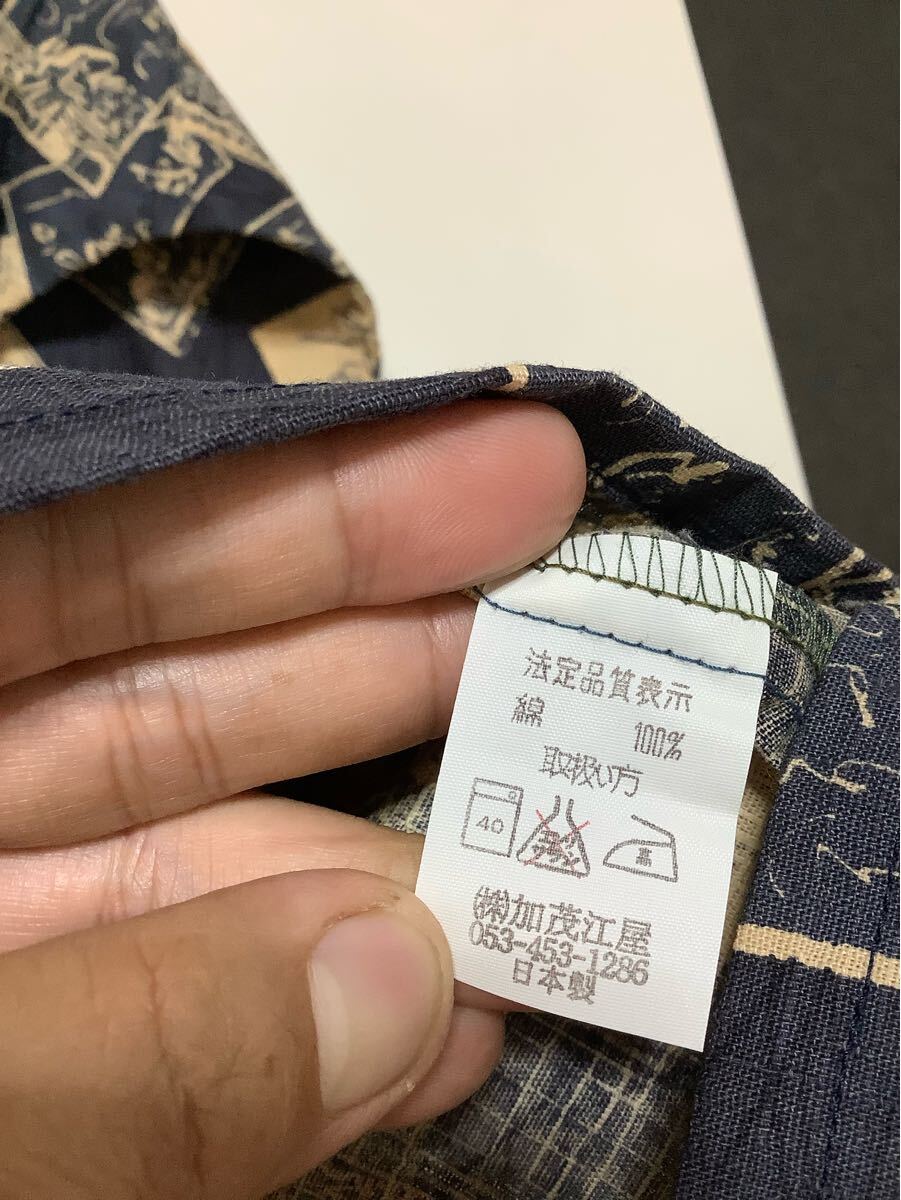 法定品質表示
綿 100%
取扱い方
40
高
(株)加茂江屋
053-453-1286
日本製